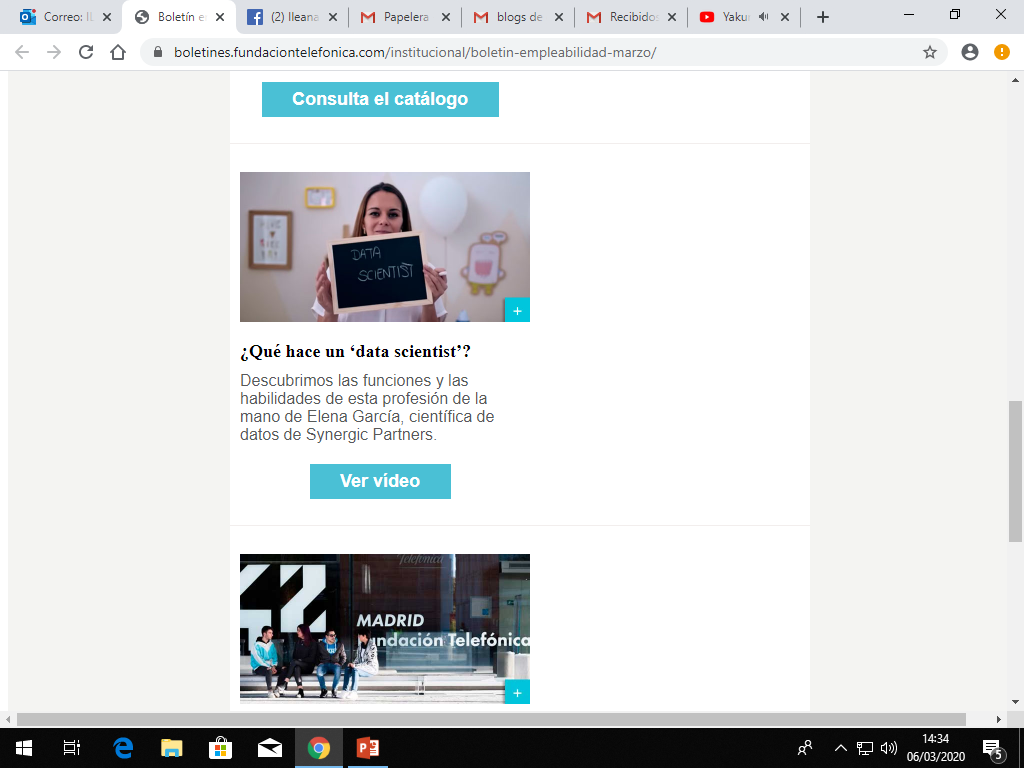 Correo: IL
Boletín e
(2) Ileana
Papelera
blogs de
Recibidos
Yaku
boletines.fundaciontelefonica.com/institucional/boletin-empleabilidad-marzo/
Consulta el catálogo
DATA
SCIENTIST
+
¿Qué hace un ‘data scientist’?
Descubrimos las funciones y las
habilidades de esta profesión de la
mano de Elena García, científica de
datos de Synergic Partners.
Ver vídeo
Telefónica
MADRID
Fundación Telefónica
+
14:34
06/03/2020
5